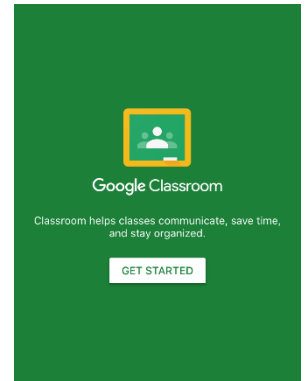 Google Classroom
Classroom helps classes communicate, save time,
and stay organized.
GET STARTED